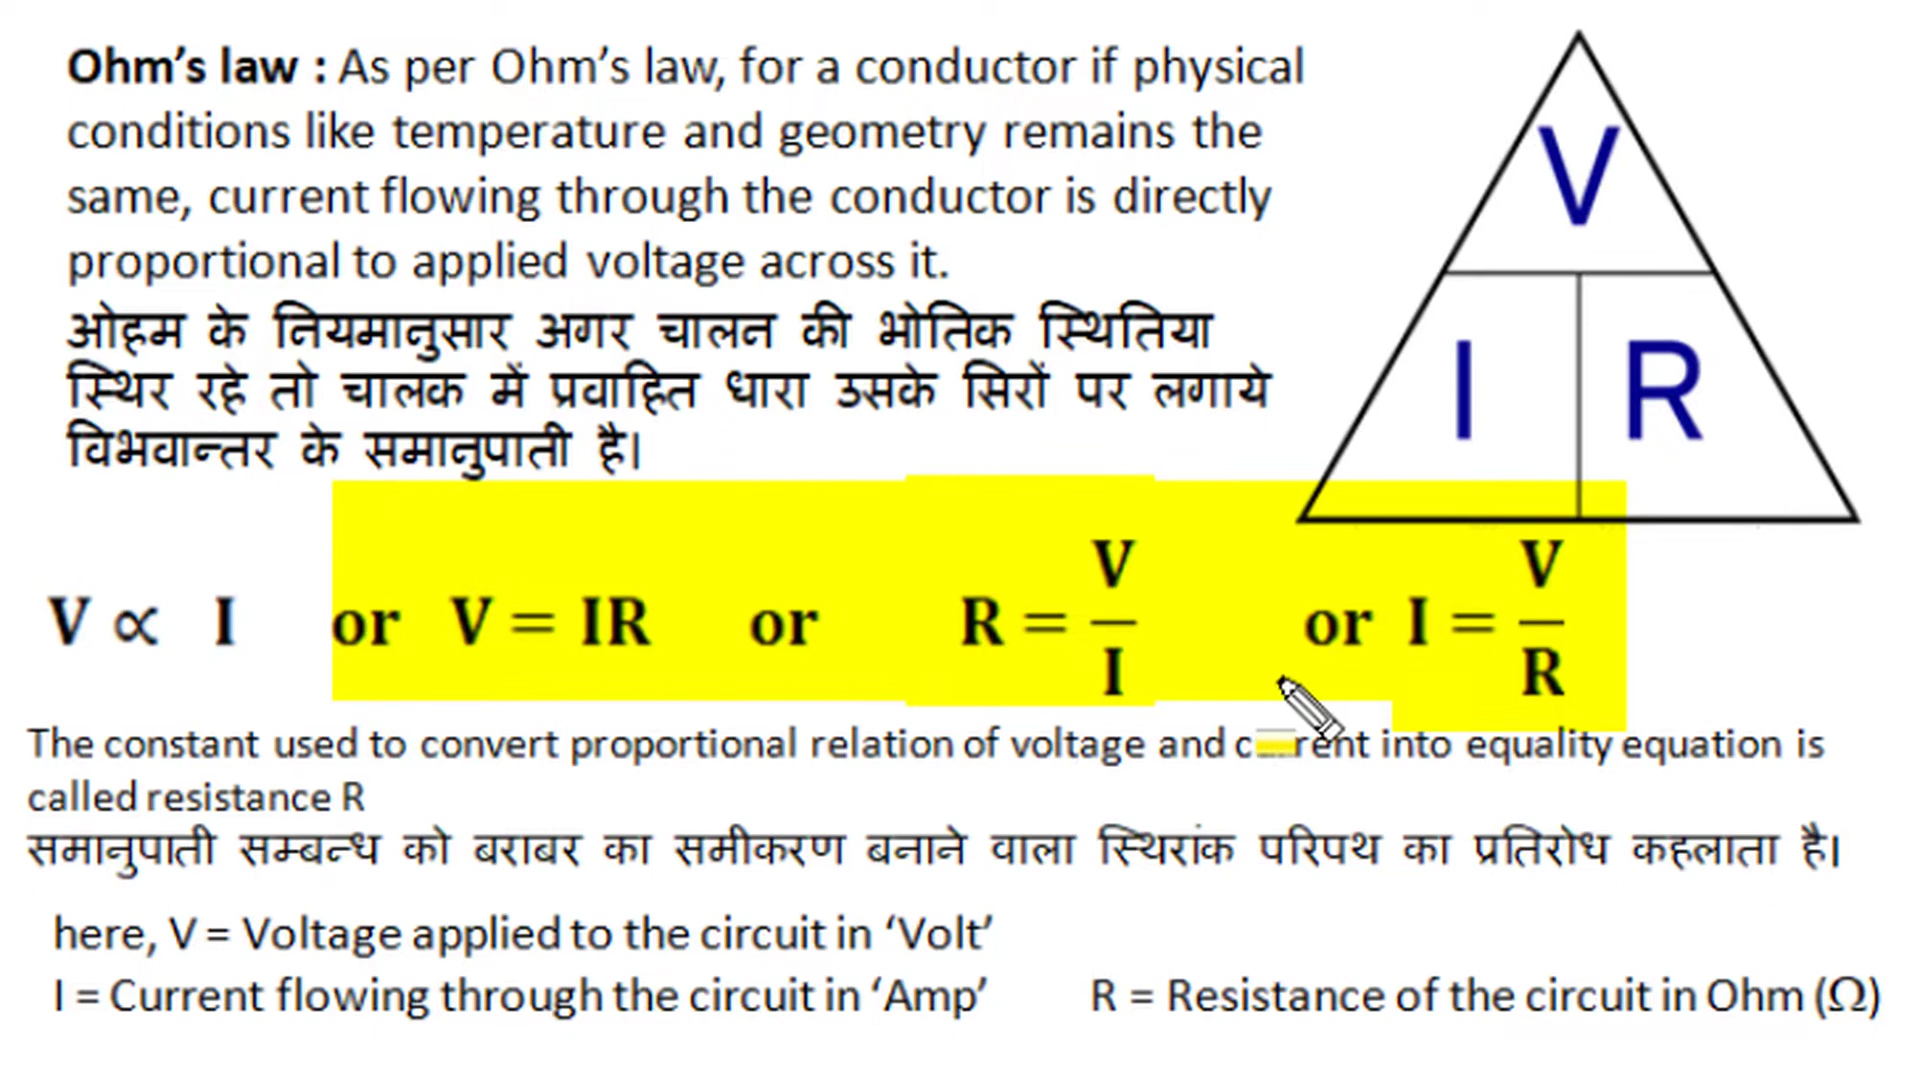 Ohm's law : As per Ohm's law, for a conductor if physical
conditions like temperature and geometry remains the
same, current flowing through the conductor is directly
proportional to applied voltage across it.
ओह्म के नियमानुसार अगर चालन की भोतिक स्थितिया
स्थिर रहे तो चालक में प्रवाहित धारा उसके सिरों पर लगाये
विभवान्तर के समानुपाती है।
V
I R
V ∝ I or V = IR or R = V/I or I = V/R
The constant used to convert proportional relation of voltage and current into equality equation is
called resistance R
समानुपाती सम्बन्ध को बराबर का समीकरण बनाने वाला स्थिरांक परिपथ का प्रतिरोध कहलाता है।
here, V = Voltage applied to the circuit in ‘Volt’
I = Current flowing through the circuit in ‘Amp’ R = Resistance of the circuit in Ohm (Ω)